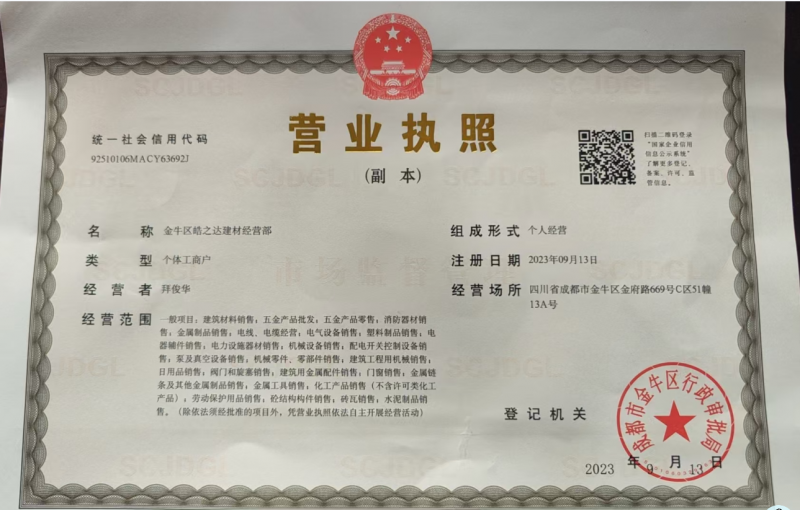 营业执照
(副 本)
统一社会信用代码
92510106MACY63692J
扫描二维码登录
"国家企业信用
信息公示系统"
了解更多登记、
备案、许可、监
管信息。
名 称 金牛区皓之达建材经营部
类 型 个体工商户
经 营 者 拜俊华
经 营 范 围 一般项目：建筑材料销售；五金产品批发；五金产品零售；消防器材销
售；金属制品销售；电线、电缆经营；电气设备销售；塑料制品销售；电
器辅件销售；电力设施器材销售；机械设备销售；配电开关控制设备销
售；泵及真空设备销售；机械零件、零部件销售；建筑工程用机械销售；
日用品销售；阀门和旋塞销售；建筑用金属配件销售；门窗销售；金属链
条及其他金属制品销售；金属工具销售；化工产品销售（不含许可类化工
产品）；劳动保护用品销售；砼结构构件销售；砖瓦销售；水泥制品销
售。（除依法须经批准的项目外，凭营业执照依法自主开展经营活动）
组 成 形 式 个人经营
注 册 日 期 2023年09月13日
经 营 场 所 四川省成都市金牛区金府路669号C区51幢
13A号
登 记 机 关
成都市金牛区行政审批局
2023 年 9 月 13 日
SCJDGL
市场监督管理